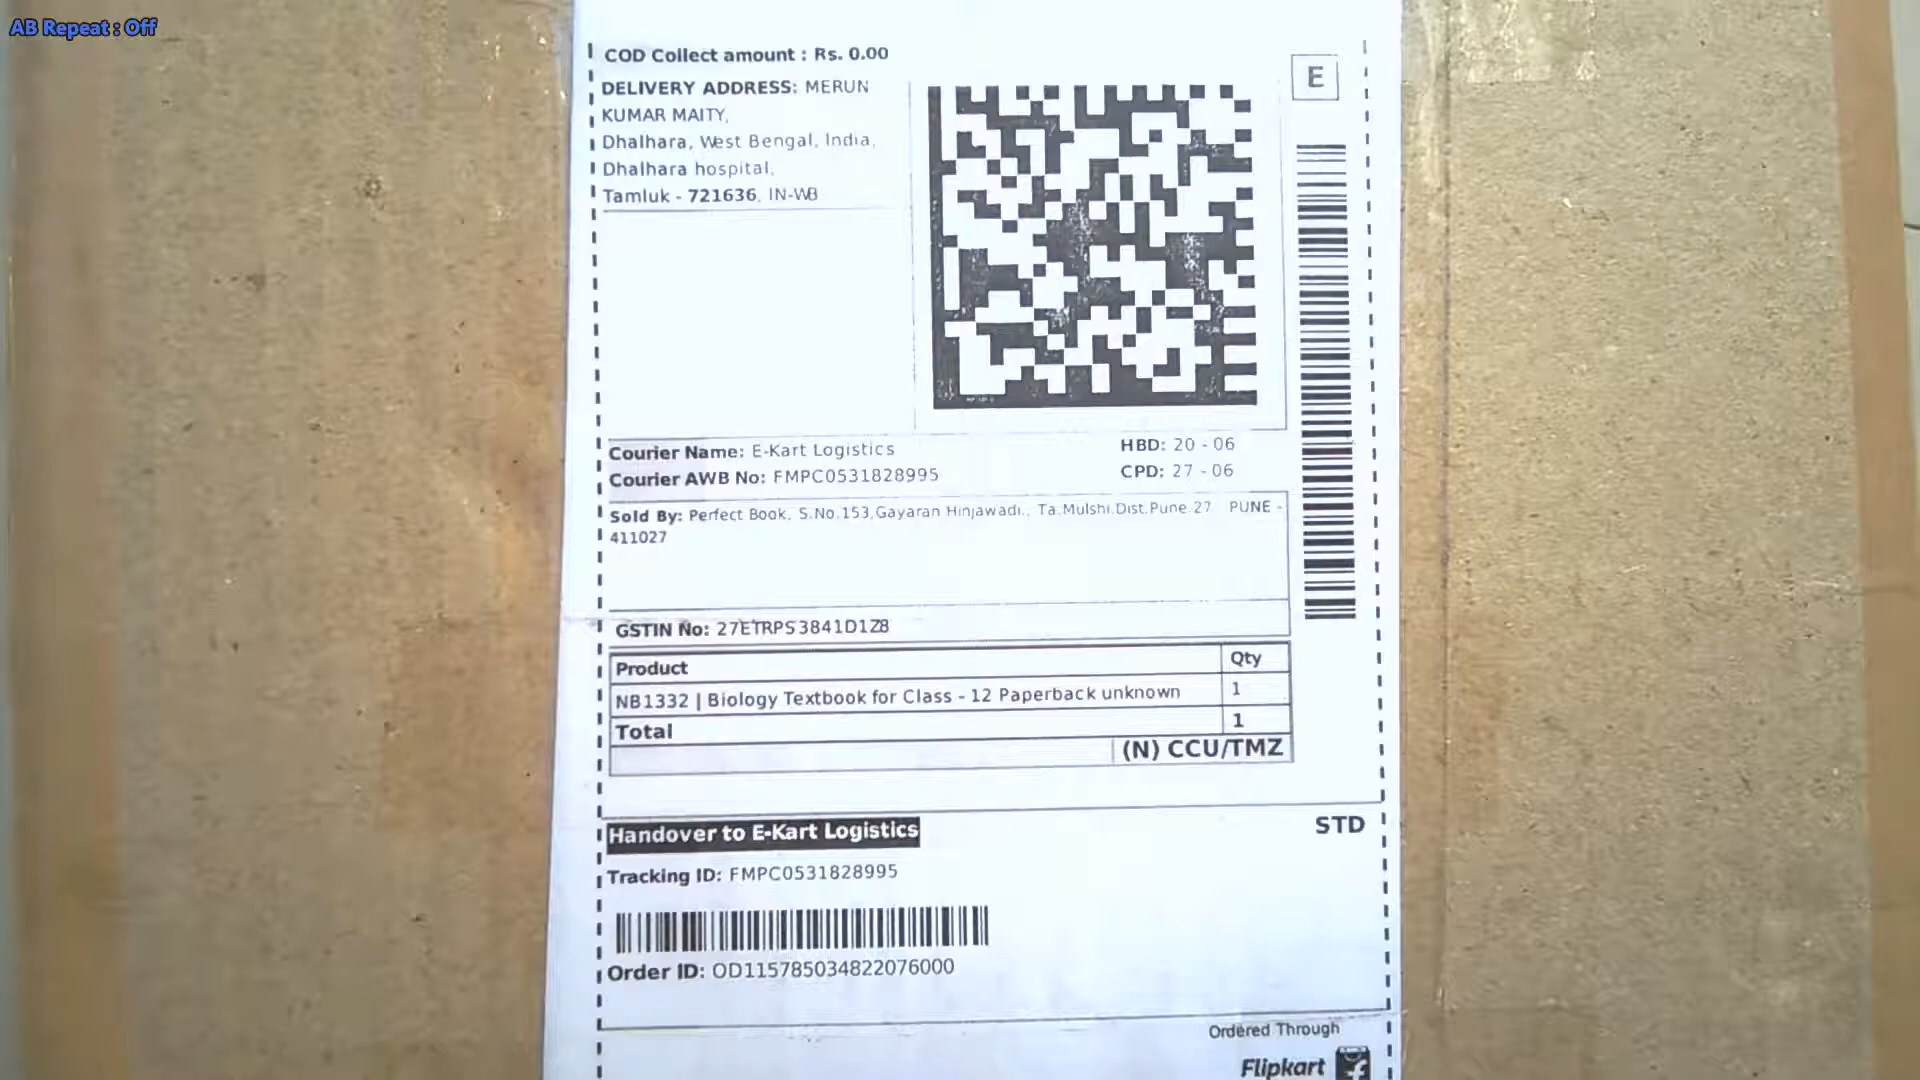 AB Repeat : Off
COD Collect amount : Rs. 0.00
E
DELIVERY ADDRESS: MERUN
KUMAR MAITY,
Dhalhara, West Bengal, India,
Dhalhara hospital,
Tamluk - 721636, IN-WB
Courier Name: E-Kart Logistics
HBD: 20 - 06
Courier AWB No: FMPC0531828995
CPD: 27 - 06
Sold By: Perfect Book, S.No.153,Gayaran Hinjawadi., Ta.Mulshi.Dist.Pune.27 PUNE -
411027
GSTIN No: 27ETRPS3841D1Z8
Product Qty
NB1332 | Biology Textbook for Class - 12 Paperback unknown 1
Total 1
(N) CCU/TMZ
Handover to E-Kart Logistics
STD
Tracking ID: FMPC0531828995
Order ID: OD115785034822076000
Ordered Through
Flipkart